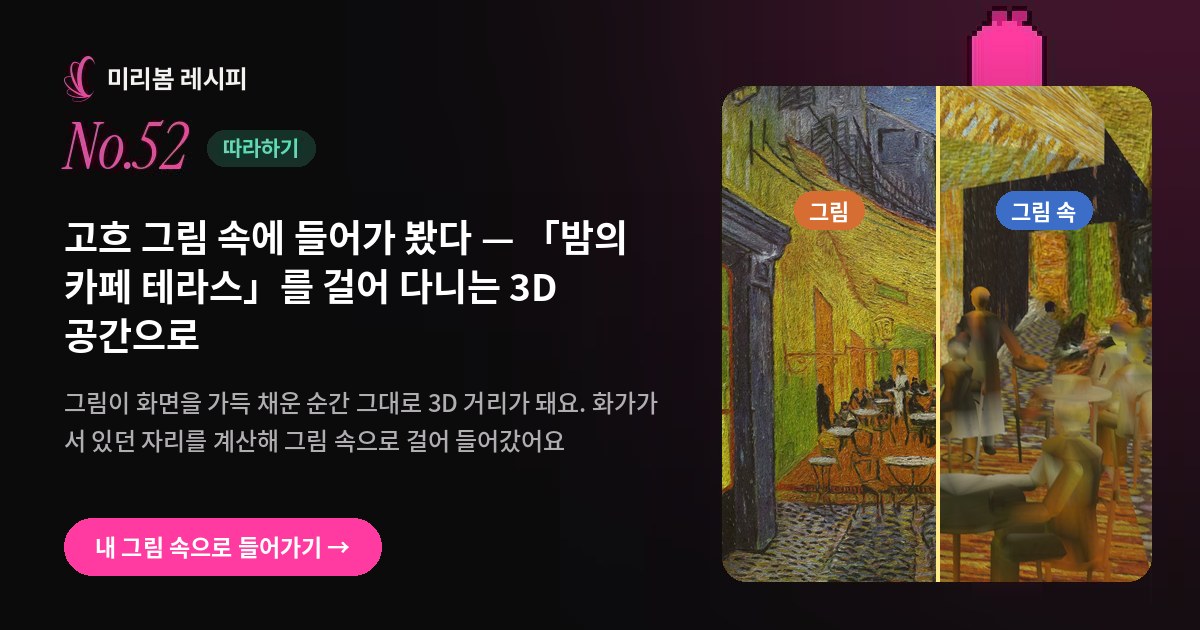 미리봄 레시피
No.52
따라하기
고흐 그림 속에 들어가 봤다 — 「밤의
카페 테라스」를 걸어 다니는 3D
공간으로
그림이 화면을 가득 채운 순간 그대로 3D 거리가 돼요. 화가가
서 있던 자리를 계산해 그림 속으로 걸어 들어갔어요
내 그림 속으로 들어가기 →
그림
그림 속